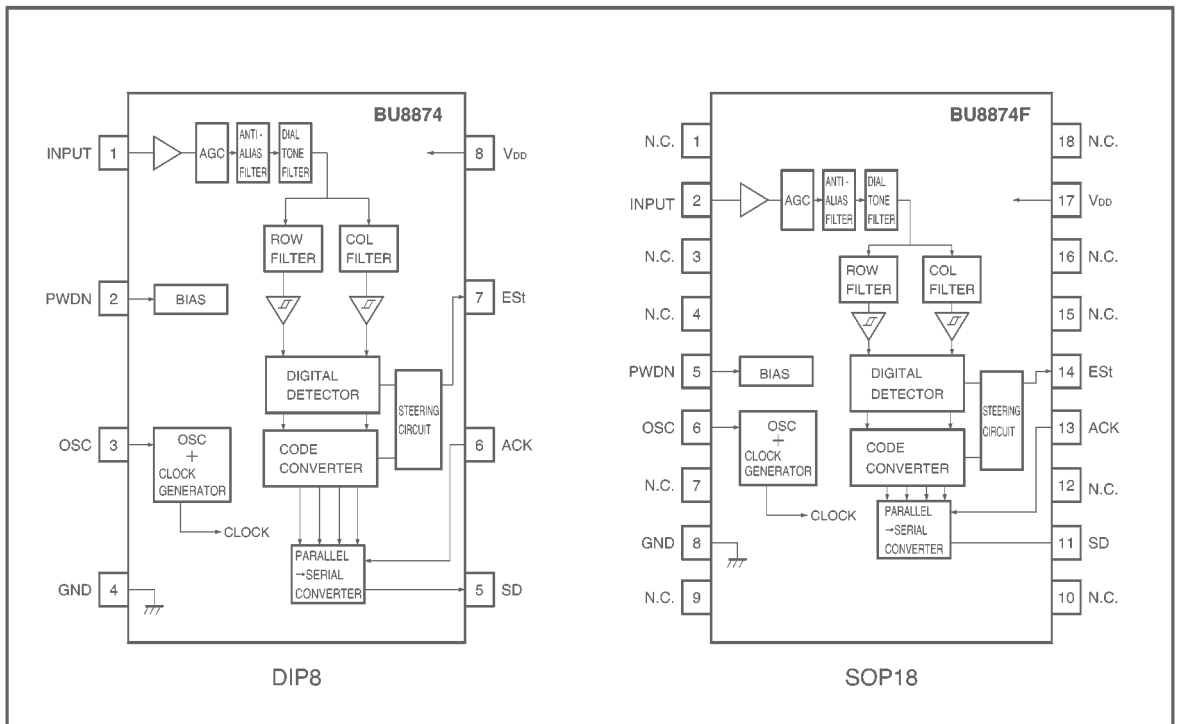 BU8874
INPUT 1
AGC
ANTI-
ALIAS
FILTER
DIAL
TONE
FILTER
8 VDD
ROW
FILTER
COL
FILTER
PWDN 2
BIAS
7 ESt
DIGITAL
DETECTOR
STEERING
CIRCUIT
OSC 3
OSC
+
CLOCK
GENERATOR
CODE
CONVERTER
6 ACK
CLOCK
PARALLEL
→SERIAL
CONVERTER
GND 4
5 SD
DIP8
BU8874F
N.C. 1
18 N.C.
INPUT 2
AGC
ANTI-
ALIAS
FILTER
DIAL
TONE
FILTER
17 VDD
N.C. 3
ROW
FILTER
COL
FILTER
16 N.C.
N.C. 4
15 N.C.
PWDN 5
BIAS
DIGITAL
DETECTOR
STEERING
CIRCUIT
14 ESt
OSC 6
OSC
+
CLOCK
GENERATOR
CODE
CONVERTER
13 ACK
N.C. 7
12 N.C.
CLOCK
PARALLEL
→SERIAL
CONVERTER
GND 8
11 SD
N.C. 9
10 N.C.
SOP18